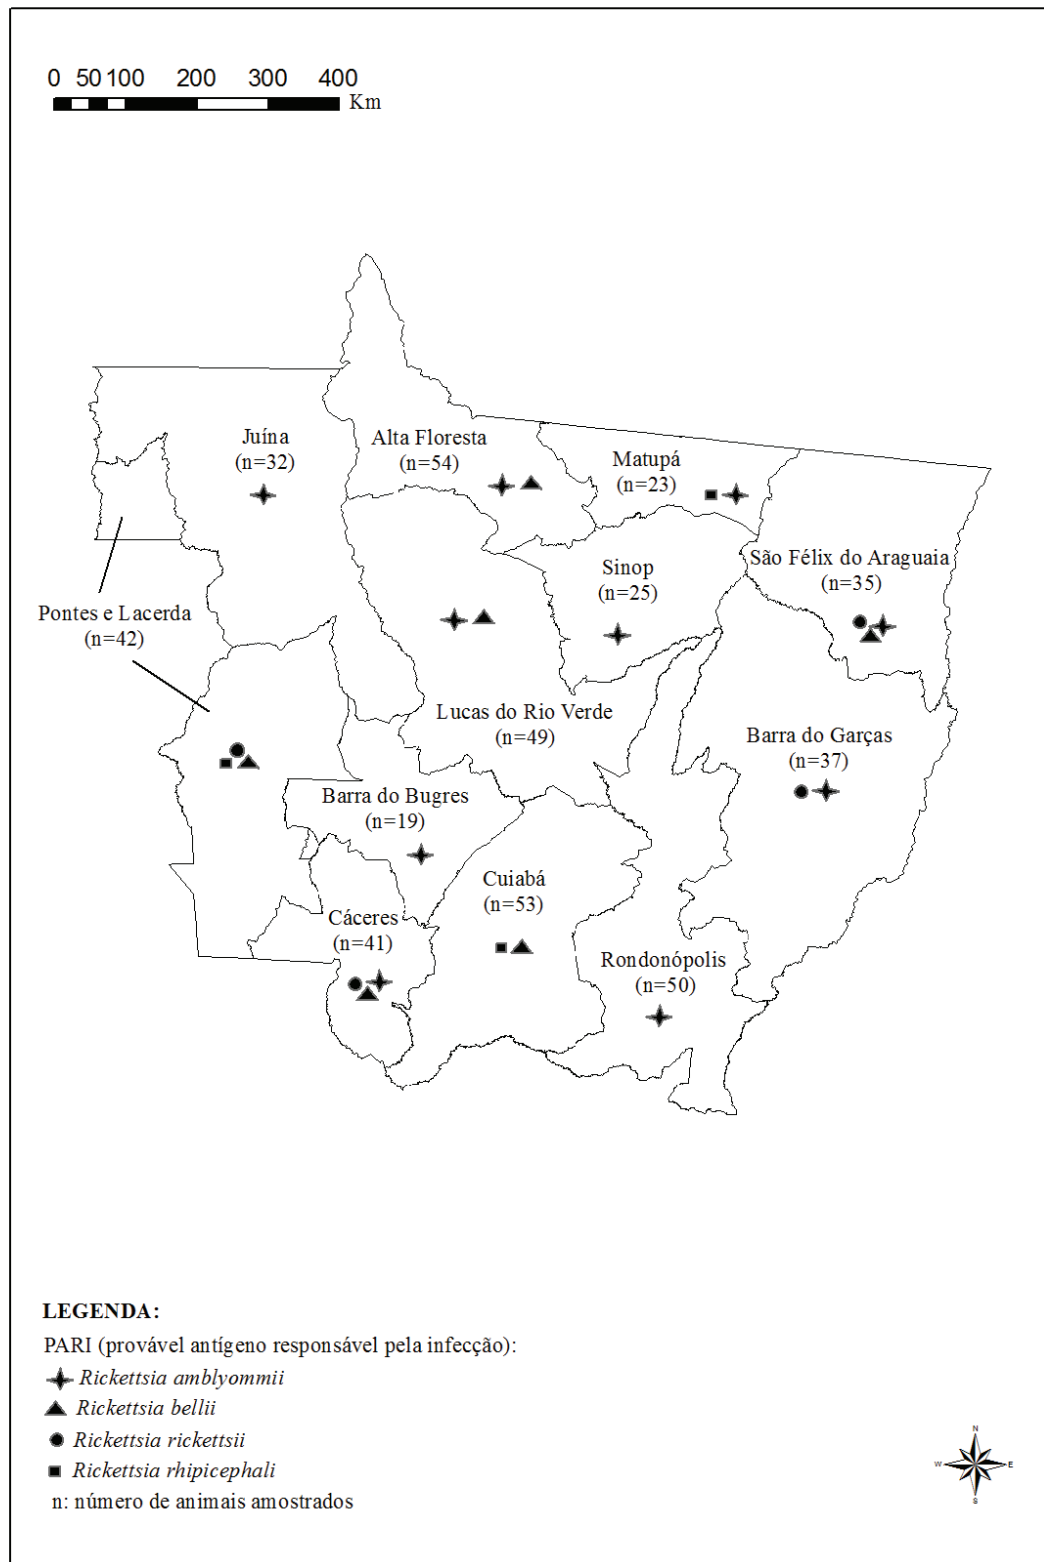 0 50 100 200 300 400
Km
Juína
(n=32)
Alta Floresta
(n=54)
Matupá
(n=23)
São Félix do Araguaia
(n=35)
Sinop
(n=25)
Pontes e Lacerda
(n=42)
Lucas do Rio Verde
(n=49)
Barra do Garças
(n=37)
Barra do Bugres
(n=19)
Cuiabá
(n=53)
Cáceres
(n=41)
Rondonópolis
(n=50)
LEGENDA:
PARI (provável antígeno responsável pela infecção):
Rickettsia amblyommii
Rickettsia bellii
Rickettsia rickettsii
Rickettsia rhipicephali
n: número de animais amostrados
N
W E
S